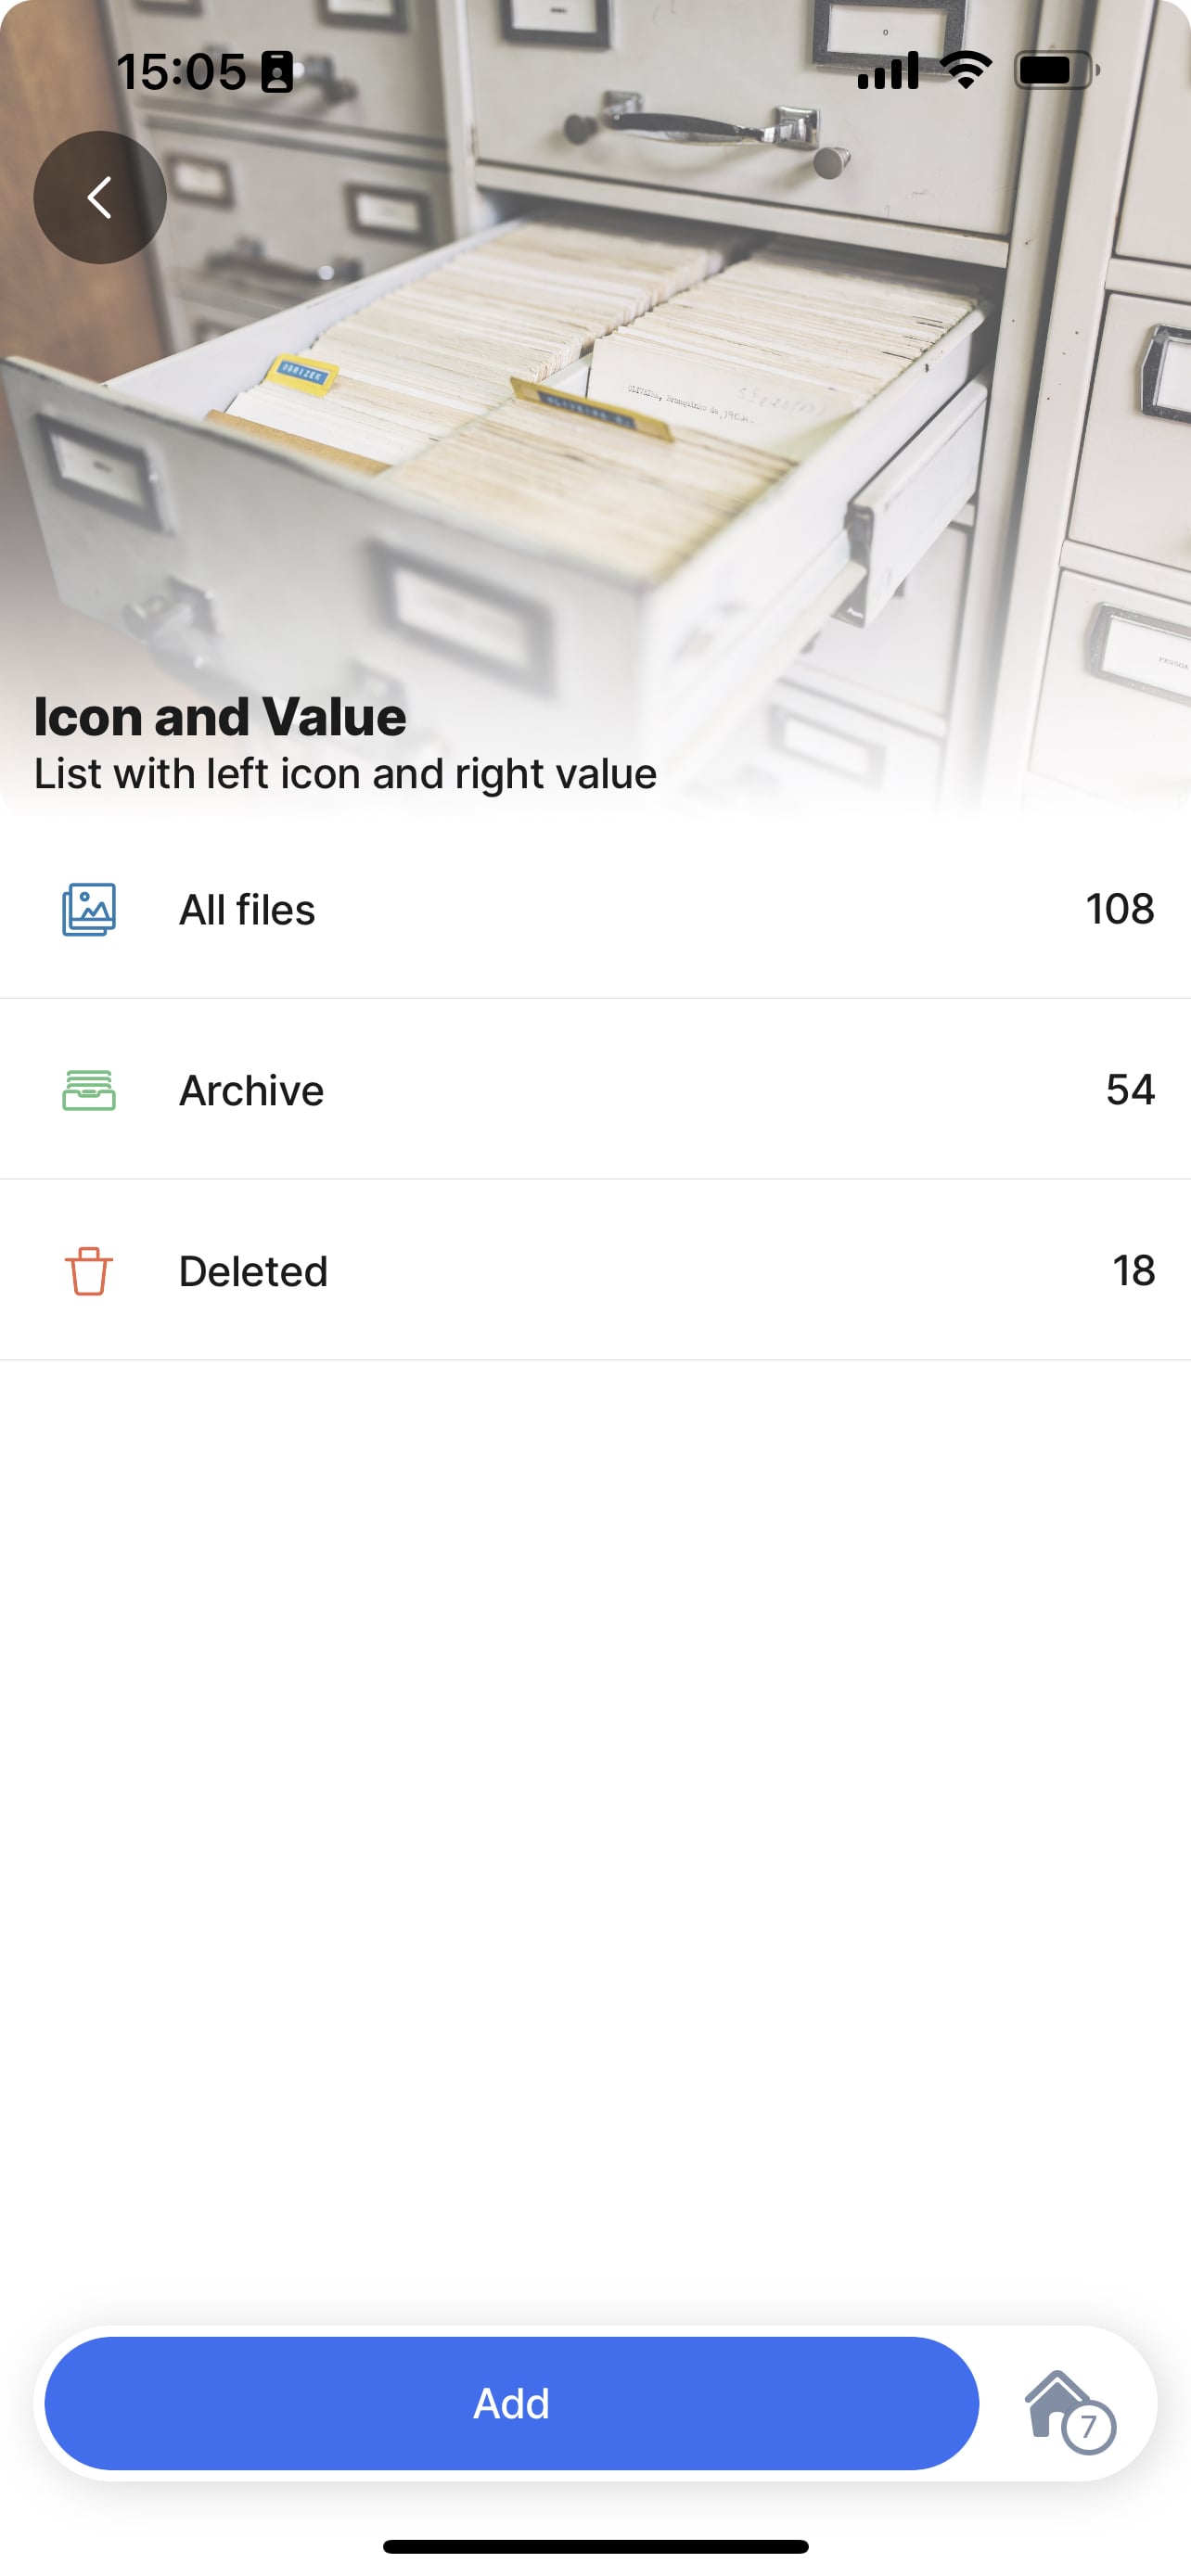 15:05
Icon and Value
List with left icon and right value
All files 108
Archive 54
Deleted 18
Add
7